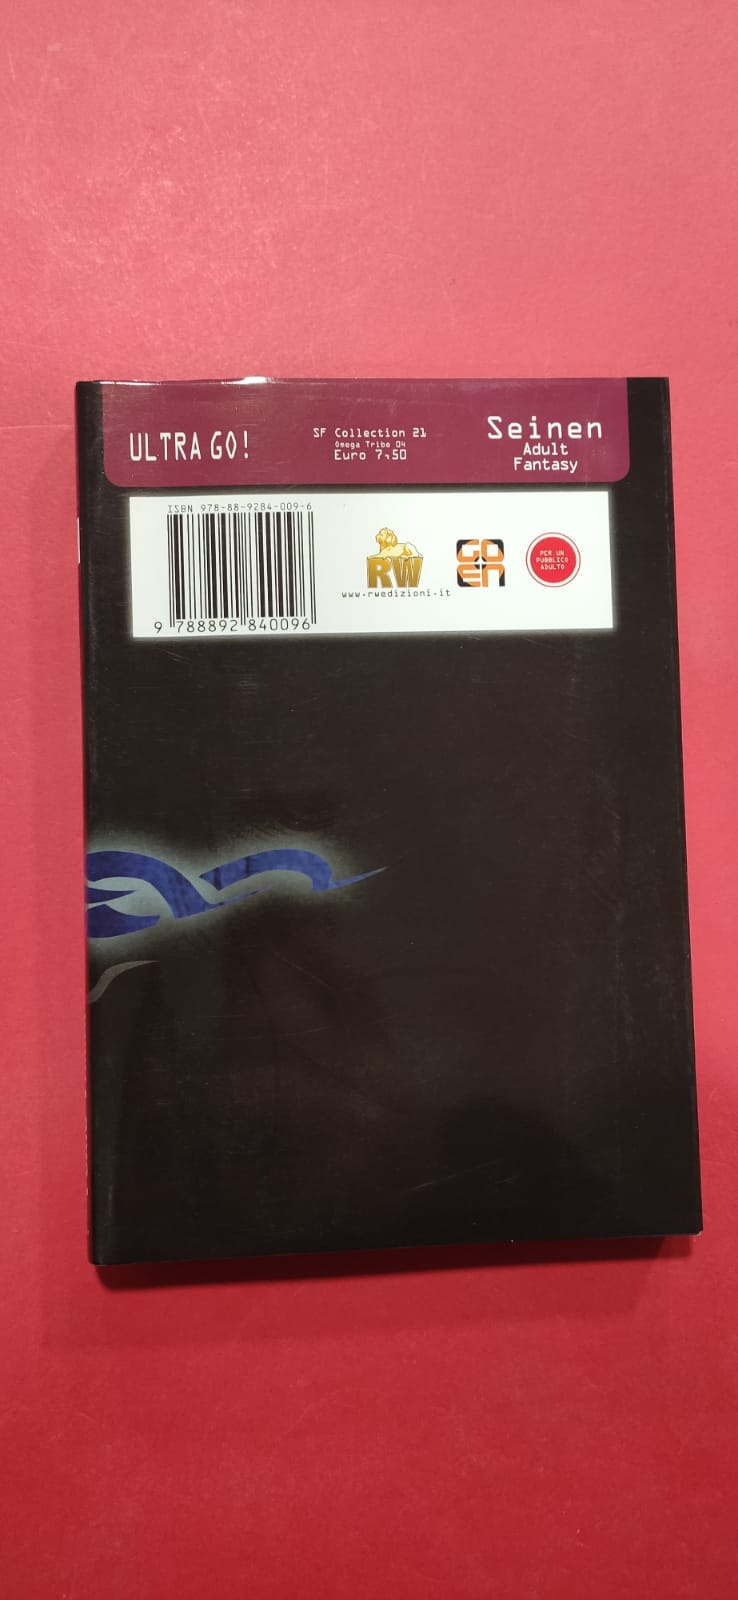 ULTRA GO!
SF Collection 21
Omega Tribe 04
Euro 7,50
Seinen
Adult
Fantasy
ISBN 978-88-9284-009-6
9 788892 840096
RW
www.rwedizioni.it
GO
EN
PER UN
PUBBLICO
ADULTO